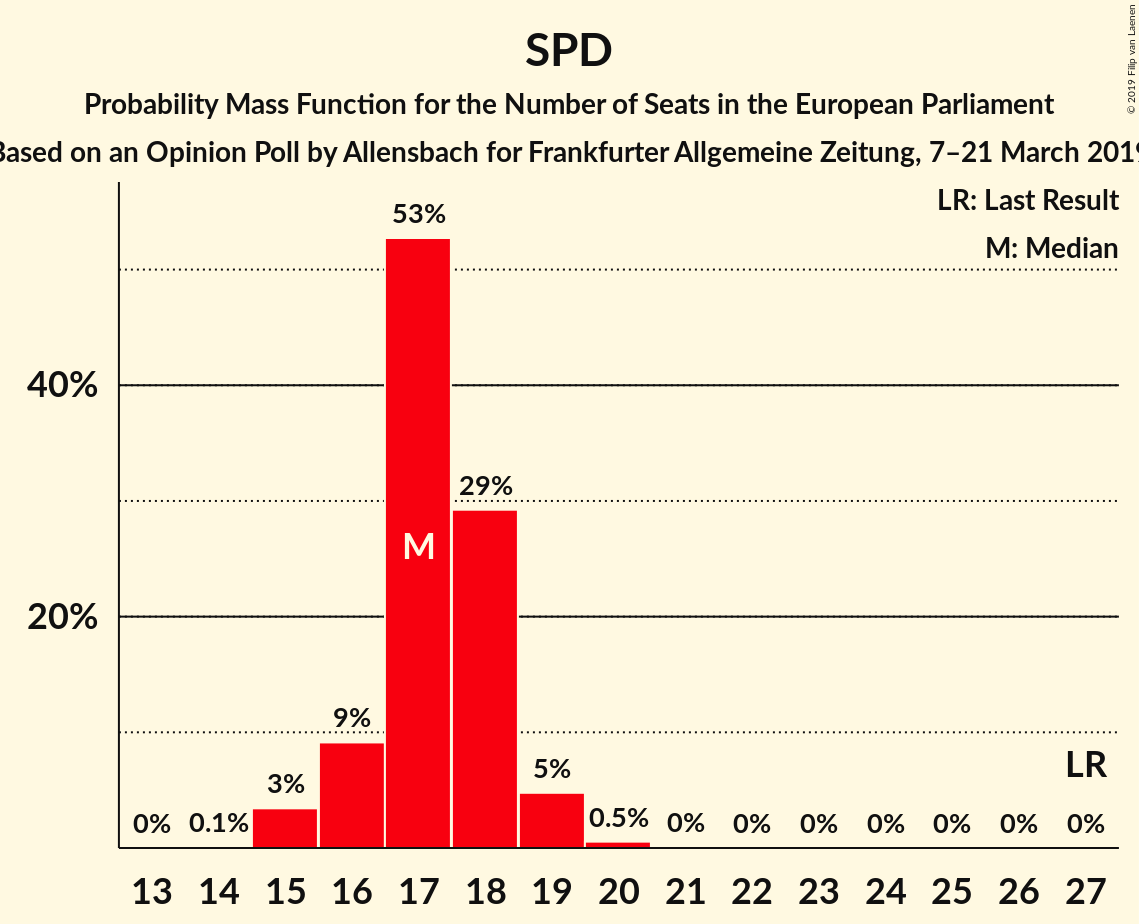 SPD
Probability Mass Function for the Number of Seats in the European Parliament
Based on an Opinion Poll by Allensbach for Frankfurter Allgemeine Zeitung, 7–21 March 2019
© 2019 Filip van Laenen
LR: Last Result
M: Median
53%
40%
29%
M
20%
9%
LR
3%
5%
0% 0.1% 0.5% 0% 0% 0% 0% 0% 0% 0%
13 14 15 16 17 18 19 20 21 22 23 24 25 26 27